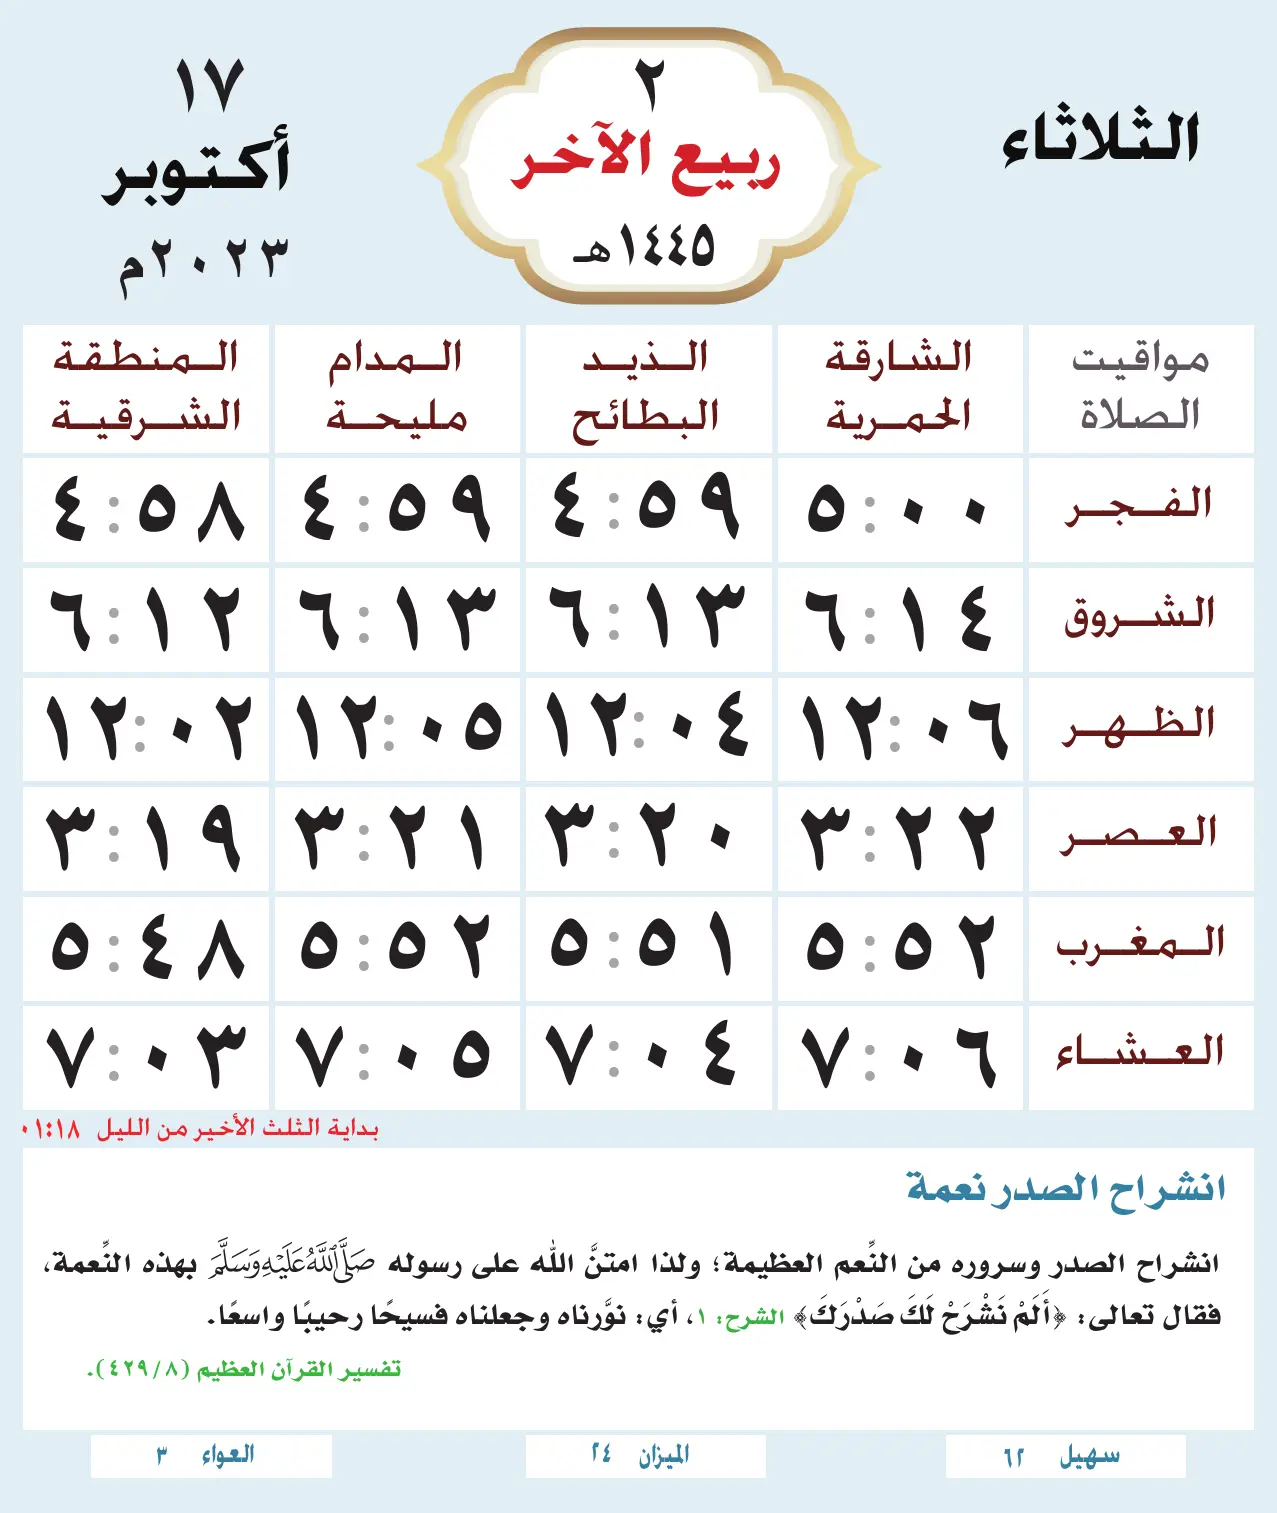 الثلاثاء
٢
ربيع الآخر
١٤٤٥هـ
١٧
أكتوبر
٢٠٢٣م
مواقيت الصلاة
الشارقة الحمرية
الذيد البطائح
المدام مليحة
المنطقة الشرقية
الفجر ٥:٠٠ ٤:٥٩ ٤:٥٩ ٤:٥٨
الشروق ٦:١٤ ٦:١٣ ٦:١٣ ٦:١٢
الظهر ١٢:٠٦ ١٢:٠٤ ١٢:٠٥ ١٢:٠٢
العصر ٣:٢٢ ٣:٢٠ ٣:٢١ ٣:١٩
المغرب ٥:٥٢ ٥:٥١ ٥:٥٢ ٥:٤٨
العشاء ٧:٠٦ ٧:٠٤ ٧:٠٥ ٧:٠٣
بداية الثلث الأخير من الليل ٠١:١٨
انشراح الصدر نعمة
انشراح الصدر وسروره من النِّعم العظيمة؛ ولذا امتنَّ الله على رسوله صَلَّى اللَّهُ عَلَيْهِ وَسَلَّمَ بهذه النِّعمة،
فقال تعالى: ﴿أَلَمْ نَشْرَحْ لَكَ صَدْرَكَ﴾ الشرح: ١، أي: نوَّرناه وجعلناه فسيحًا رحيبًا واسعًا.
تفسير القرآن العظيم (٤٢٩/٨).
سهيل ٦٢
الميزان ٢٤
العواء ٣